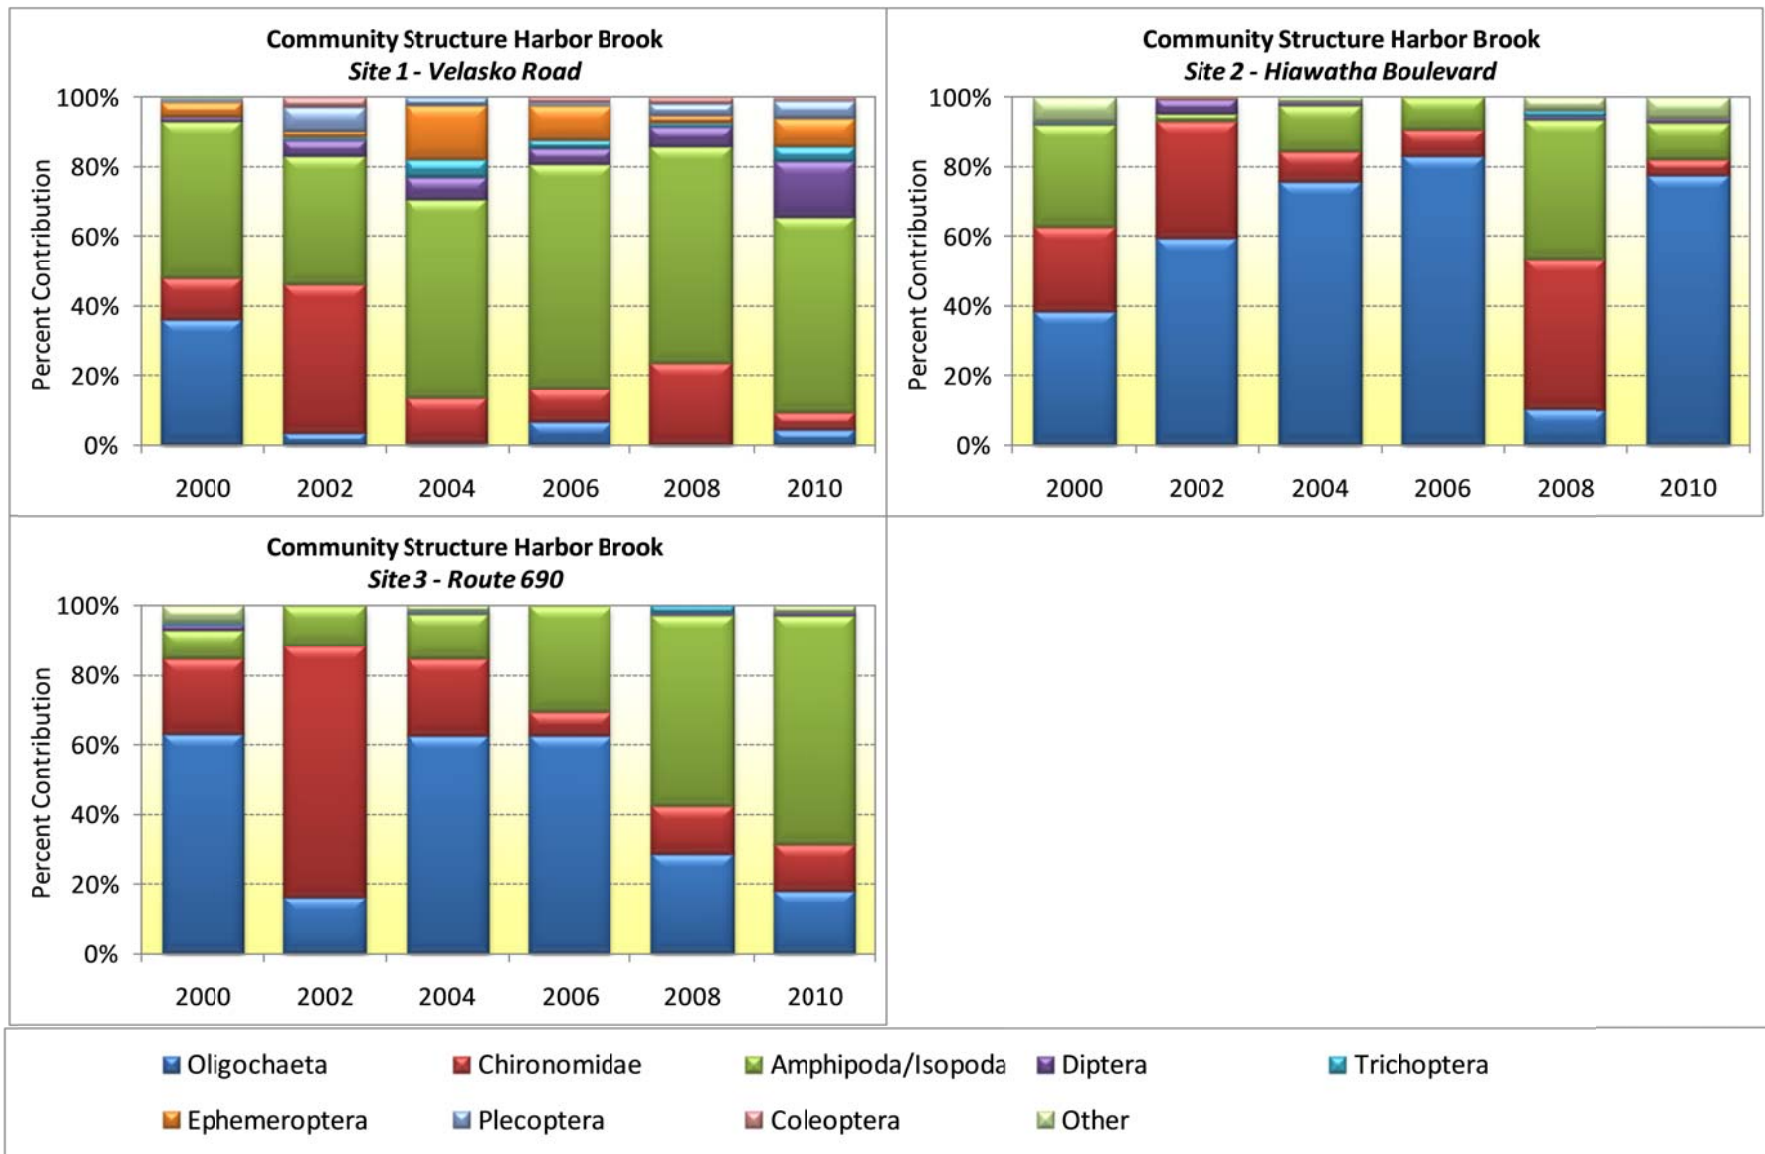 Community Structure Harbor Brook
Site 1 - Velasko Road
Percent Contribution
100%
80%
60%
40%
20%
0%
2000 2002 2004 2006 2008 2010
Community Structure Harbor Brook
Site 2 - Hiawatha Boulevard
Percent Contribution
100%
80%
60%
40%
20%
0%
2000 2002 2004 2006 2008 2010
Community Structure Harbor Brook
Site 3 - Route 690
Percent Contribution
100%
80%
60%
40%
20%
0%
2000 2002 2004 2006 2008 2010
Oligochaeta Chironomidae Amphipoda/Isopoda Diptera Trichoptera
Ephemeroptera Plecoptera Coleoptera Other